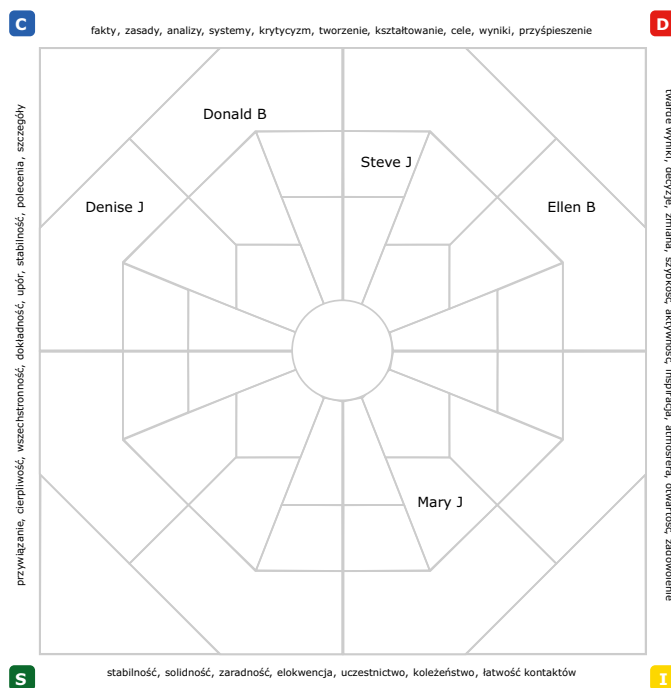 C
D
fakty, zasady, analizy, systemy, krytycyzm, tworzenie, kształtowanie, cele, wyniki, przyśpieszenie
przywiązanie, cierpliwość, wszechstronność, dokładność, upór, stabilność, polecenia, szczegóły
Donald B
Steve J
Denise J
Ellen B
twarde wyniki, decyzje, zmiana, szybkość, aktywność, inspiracja, atmosfera, otwartość, zadowolenie
Mary J
stabilność, solidność, zaradność, elokwencja, uczestnictwo, koleżeństwo, łatwość kontaktów
S
I